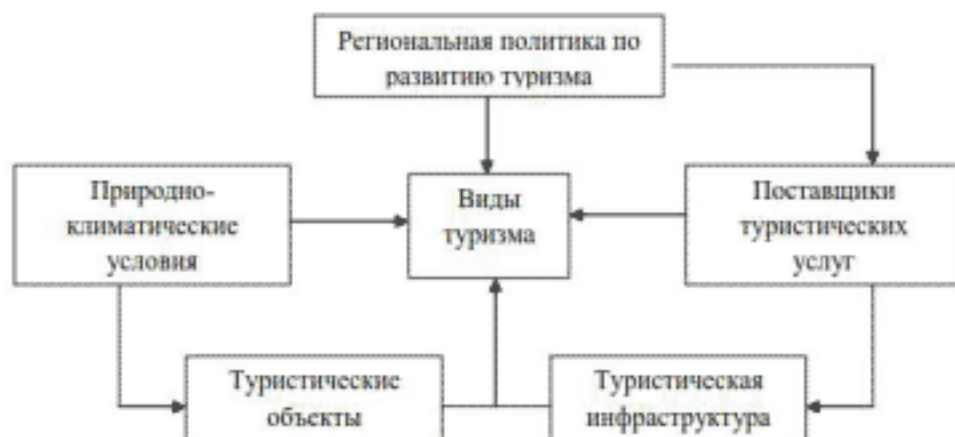 Региональная политика по
развитию туризма
Природно-
климатические
условия
Виды
туризма
Поставщики
туристических
услуг
Туристические
объекты
Туристическая
инфраструктура